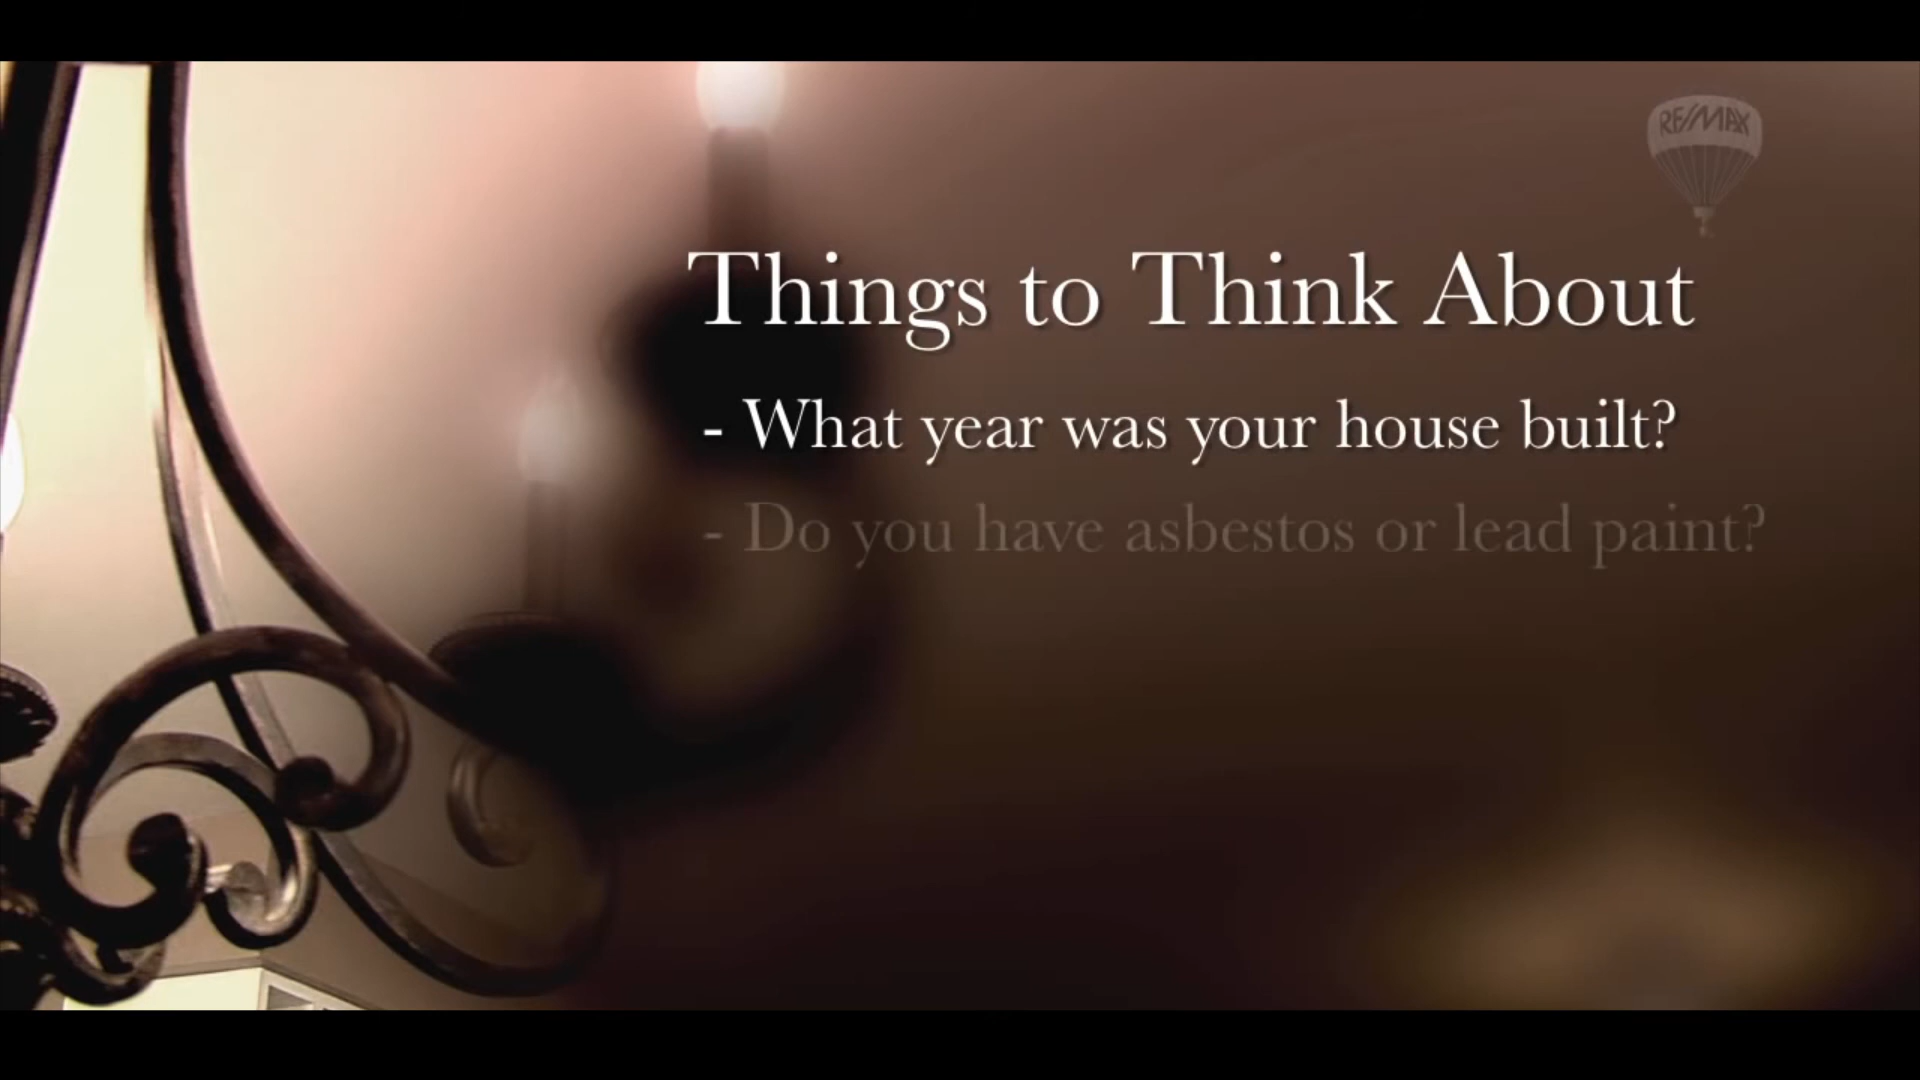 RE/MAX
Things to Think About
- What year was your house built?
- Do you have asbestos or lead paint?